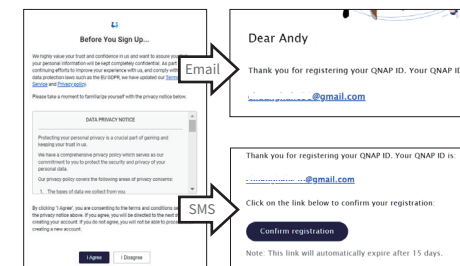 Before You Sign Up...
We highly value your trust and confidence in us and want to assure you
your personal information will be kept completely confidential. As part
continuing efforts to improve your experience with us, and comply with
data protection laws such as the EU GDPR, we have updated our Terms
Service and Privacy policy.
Please take a moment to familiarize yourself with the privacy notice below.
DATA PRIVACY NOTICE
Protecting your personal data is a crucial part of gaining and
keeping your trust in us.
We have a comprehensive privacy policy which serves as our
commitment to you to protect the security and privacy of your
personal data.
Our privacy policy covers the following areas of privacy concerns:
1. The types of data we collect from you
By clicking 'I Agree', you are consenting to the terms and conditions
the privacy notice above. If you agree, you will be directed to the next
creating your account. If you do not agree, you will not be able to
creating a new account.
I Agree
I Disagree
Email
Dear Andy
Thank you for registering your QNAP ID. Your QNAP ID
@gmail.com
SMS
Thank you for registering your QNAP ID. Your QNAP ID is:
@gmail.com
Click on the link below to confirm your registration:
Confirm registration
Note: This link will automatically expire after 15 days.